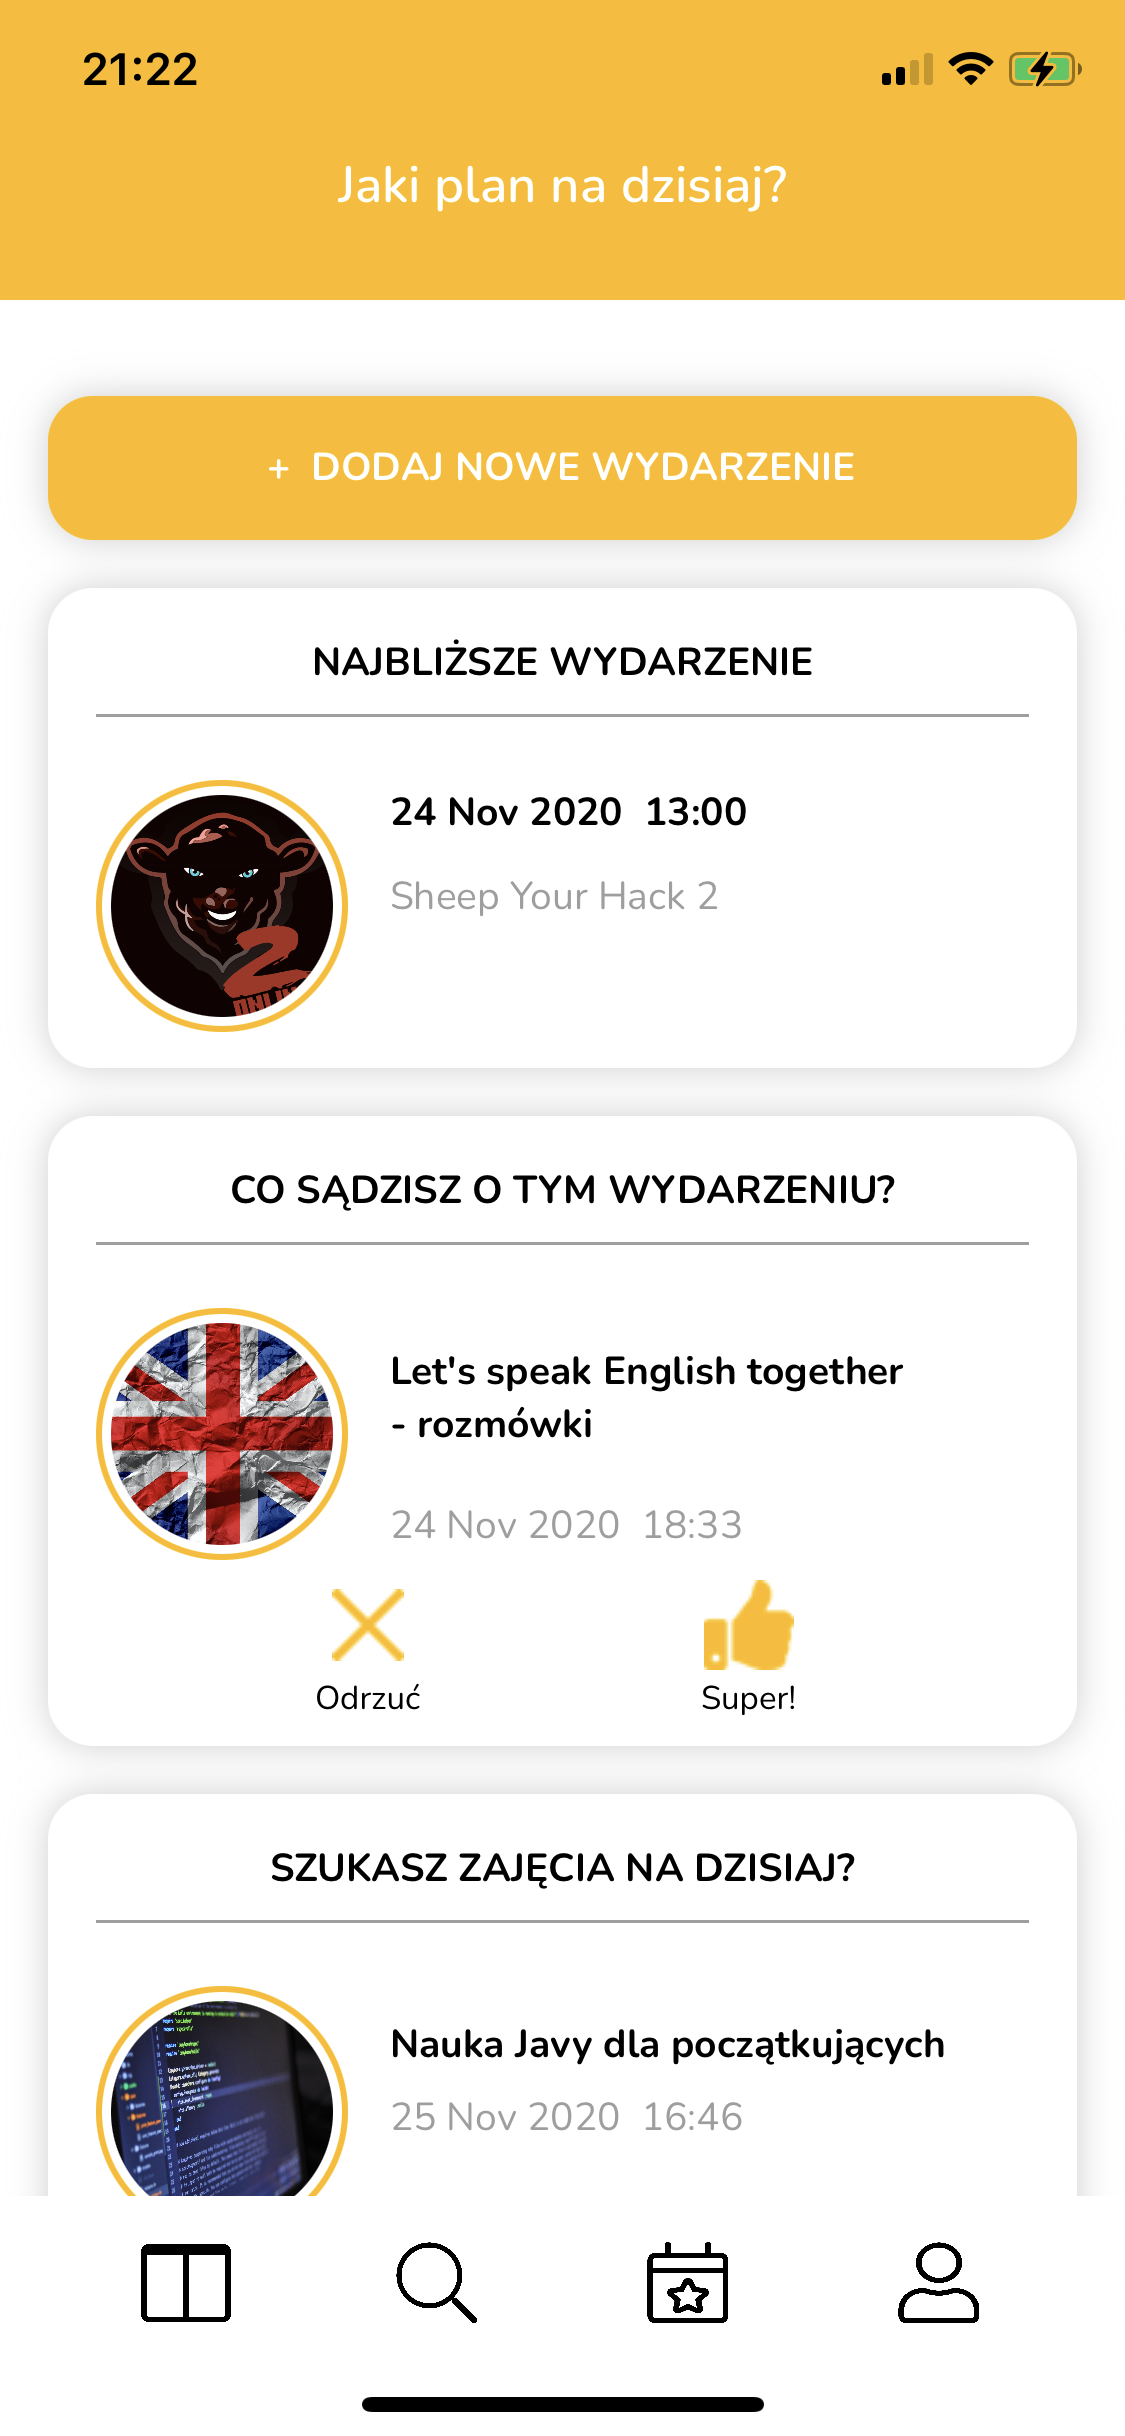 21:22
Jaki plan na dzisiaj?
+ DODAJ NOWE WYDARZENIE
NAJBLIŻSZE WYDARZENIE
24 Nov 2020 13:00
Sheep Your Hack 2
2
CO SĄDZISZ O TYM WYDARZENIU?
Let's speak English together
- rozmówki
24 Nov 2020 18:33
Odrzuć
Super!
SZUKASZ ZAJĘCIA NA DZISIAJ?
Nauka Javy dla początkujących
25 Nov 2020 16:46